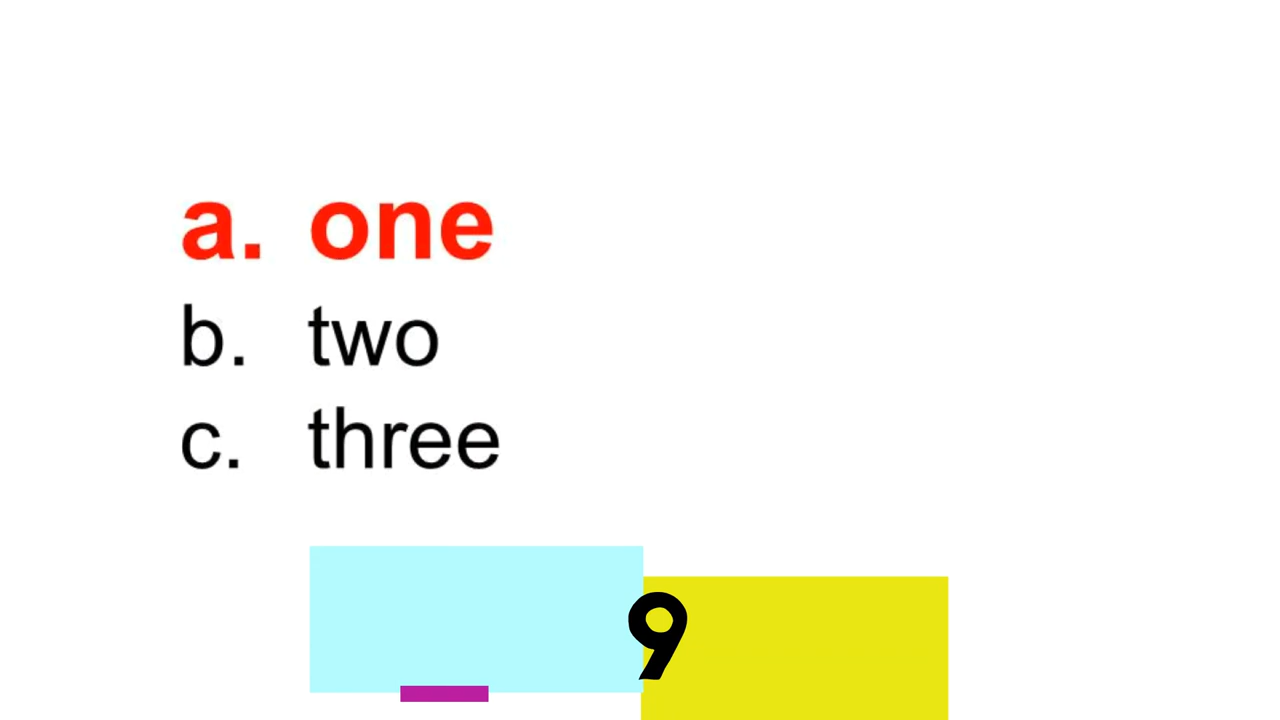 a. one
b. two
c. three
9